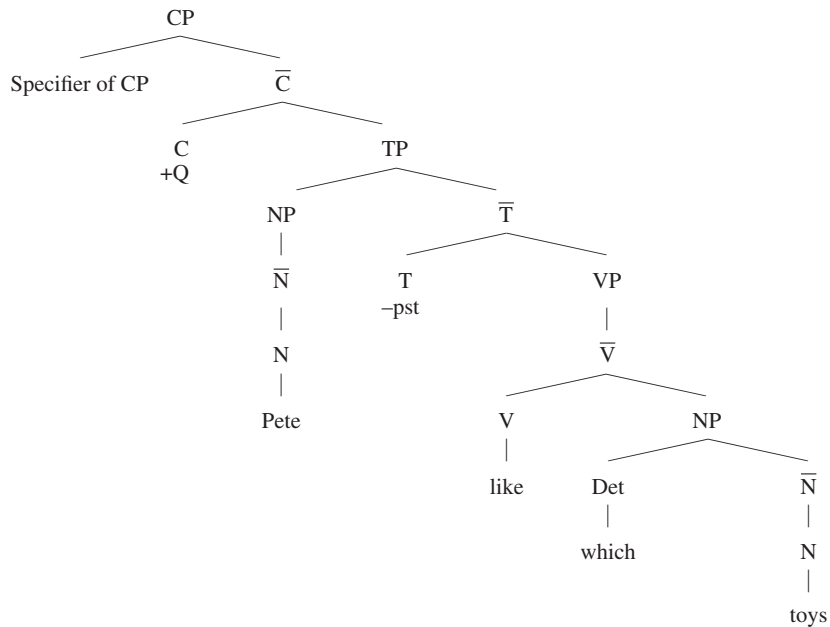 CP
Specifier of CP C̅
C TP
+Q
NP T̅
N̅ T VP
–pst
N V̅
Pete V NP
like Det N̅
which N
toys